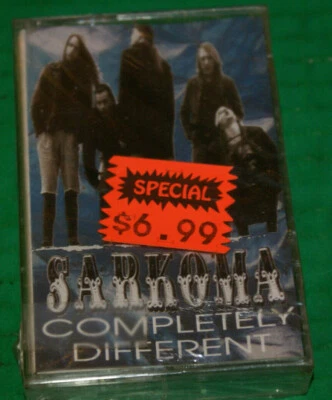 SPECIAL
$6.99
SARKOMA
COMPLETELY
DIFFERENT